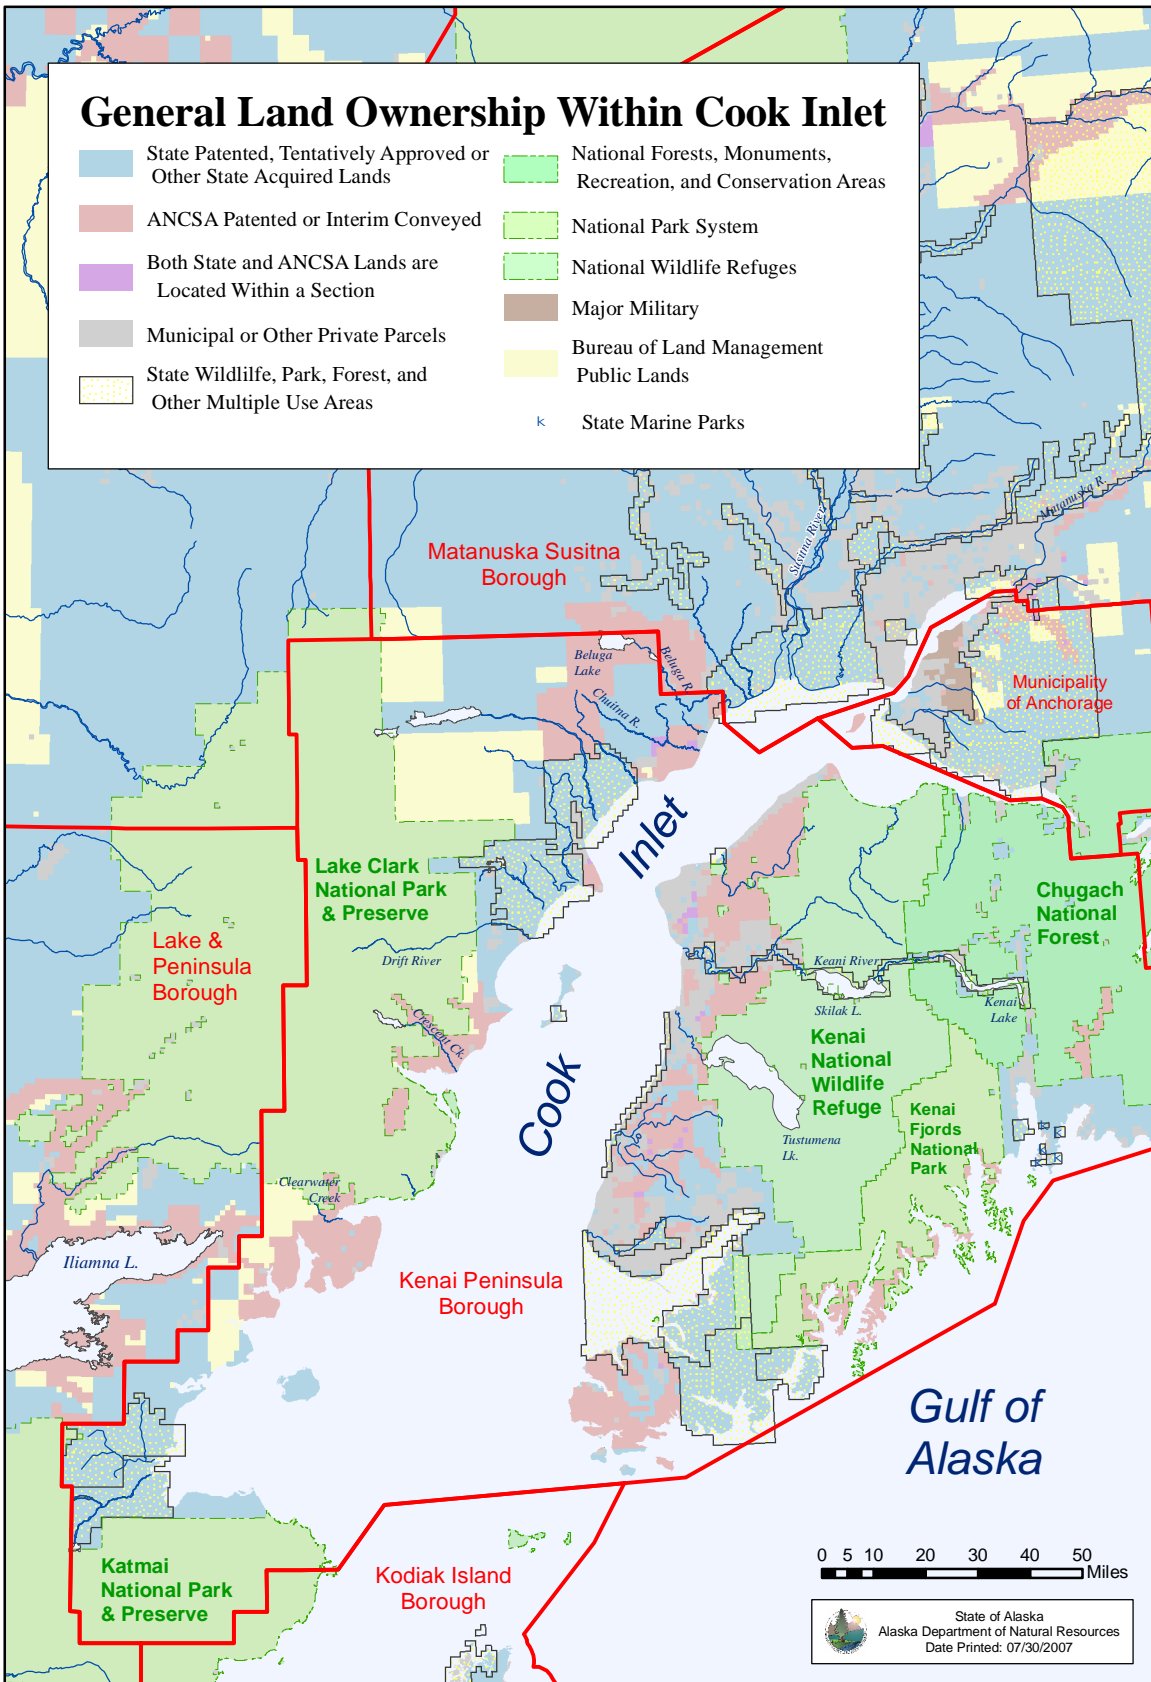 General Land Ownership Within Cook Inlet
State Patented, Tentatively Approved or
Other State Acquired Lands
ANCSA Patented or Interim Conveyed
Both State and ANCSA Lands are
Located Within a Section
Municipal or Other Private Parcels
State Wildlilfe, Park, Forest, and
Other Multiple Use Areas
National Forests, Monuments,
Recreation, and Conservation Areas
National Park System
National Wildlife Refuges
Major Military
Bureau of Land Management
Public Lands
k
State Marine Parks
Matanuska R.
Susitna River
Matanuska Susitna
Borough
Beluga
Lake
Beluga R.
Chuitna R.
Municipality
of Anchorage
Inlet
Lake Clark
National Park
& Preserve
Chugach
National
Forest
Lake &
Peninsula
Borough
Drift River
Keani River
Skilak L.
Kenai
Lake
Crescent Ck.
Kenai
National
Wildlife
Refuge
Cook
Kenai
Fjords
National
Park
Tustumena
Lk.
Clearwater
Creek
Iliamna L.
Kenai Peninsula
Borough
Gulf of
Alaska
Katmai
National Park
& Preserve
Kodiak Island
Borough
0 5 10 20 30 40 50
Miles
State of Alaska
Alaska Department of Natural Resources
Date Printed: 07/30/2007